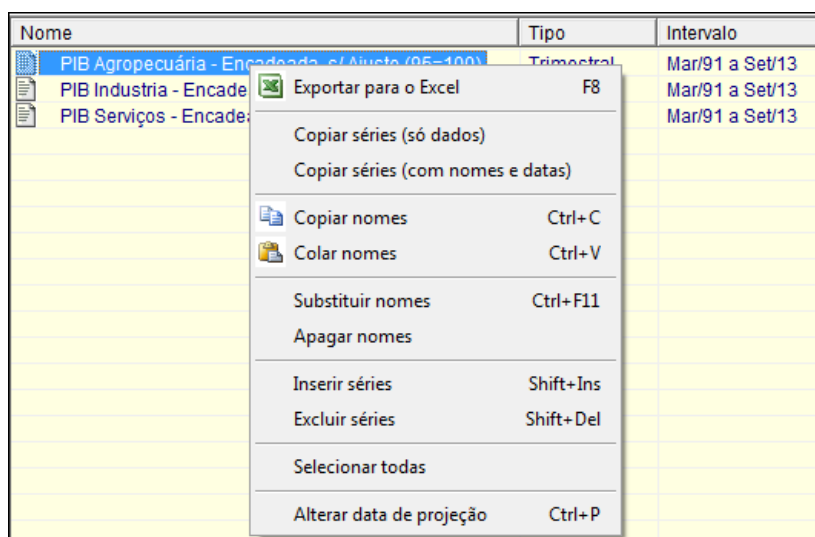 Nome Tipo Intervalo
PIB Agropecuária - Encadeada, s/ Ajuste (95=100) Trimestral Mar/91 a Set/13
PIB Industria - Encade Mar/91 a Set/13
PIB Serviços - Encade Mar/91 a Set/13
Exportar para o Excel F8
Copiar séries (só dados)
Copiar séries (com nomes e datas)
Copiar nomes Ctrl+C
Colar nomes Ctrl+V
Substituir nomes Ctrl+F11
Apagar nomes
Inserir séries Shift+Ins
Excluir séries Shift+Del
Selecionar todas
Alterar data de projeção Ctrl+P